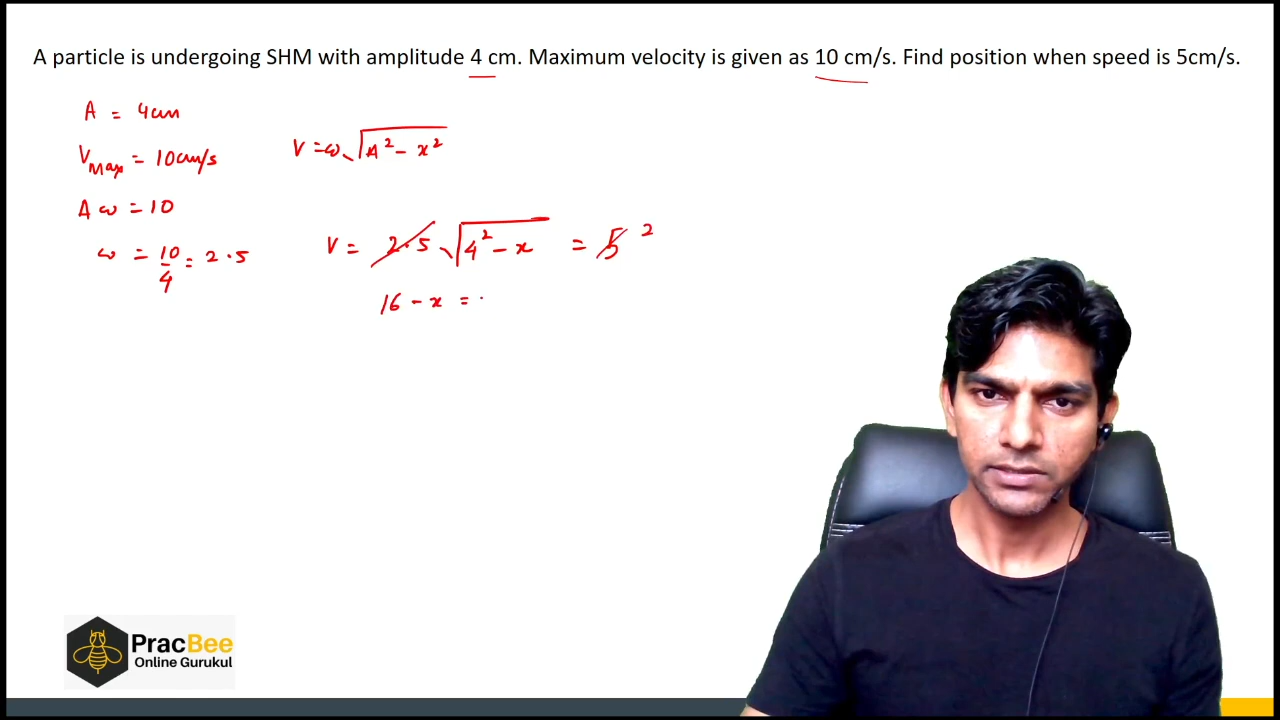 A particle is undergoing SHM with amplitude 4 cm. Maximum velocity is given as 10 cm/s. Find position when speed is 5cm/s.
A = 4cm
V = ω √(A² – x²)
Vmax = 10cm/s
A ω = 10
ω = 10/4 = 2.5
V = 2.5 √(4² – x) = 5 2
16 – x =
PracBee
Online Gurukul